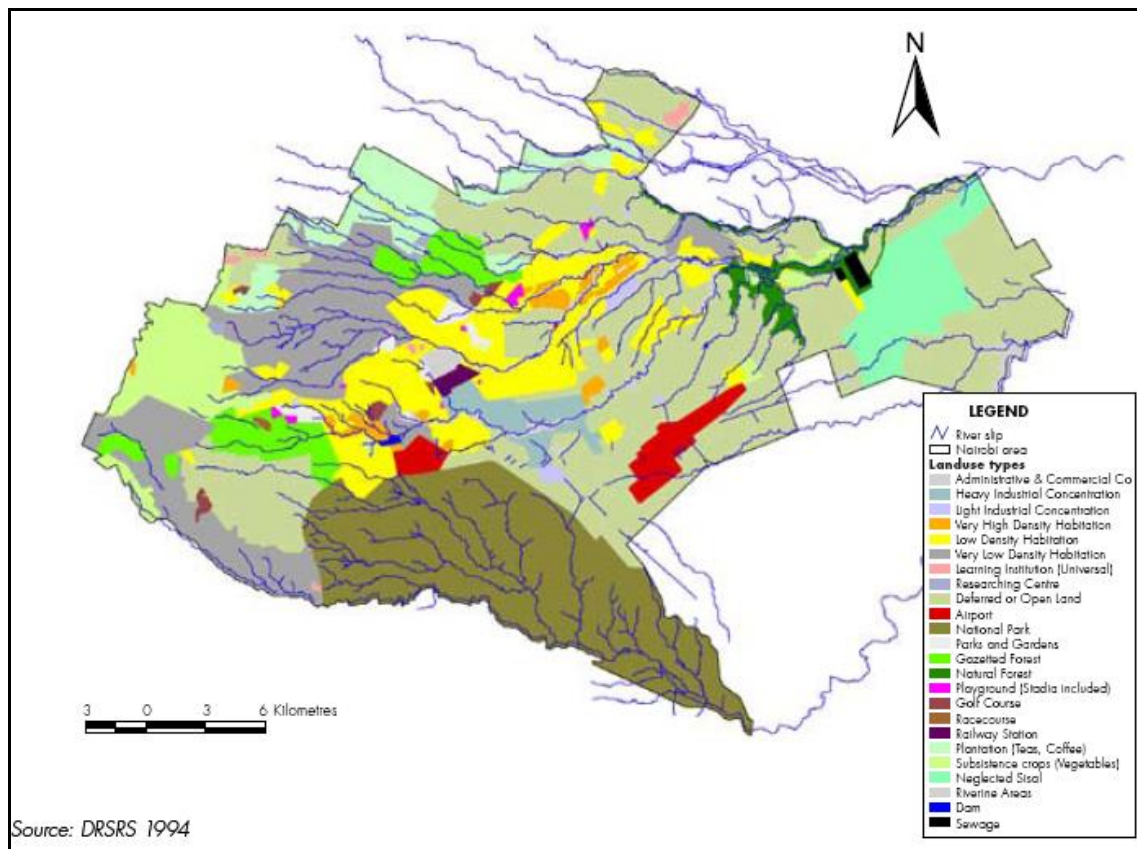 N
LEGEND
River slip
Nairobi area
Landuse types
Administrative & Commercial Co
Heavy Industrial Concentration
Light Industrial Concentration
Very High Density Habitation
Low Density Habitation
Very Low Density Habitation
Learning Institution (Universal)
Researching Centre
Deferred or Open Land
Airport
National Park
Parks and Gardens
Gazetted Forest
Natural Forest
Playground (Stadia included)
Golf Course
Racecourse
Railway Station
Plantation (Teas, Coffee)
Subsistence crops (Vegetables)
Neglected Sisal
Riverine Areas
Dam
Sewage
3 0 3 6 Kilometres
Source: DRSRS 1994